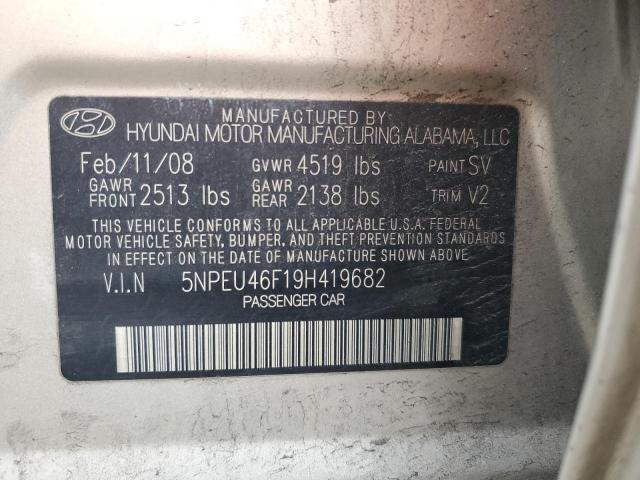 MANUFACTURED BY
HYUNDAI MOTOR MANUFACTURING ALABAMA, LLC
Feb/11/08 GVWR 4519 lbs PAINT SV
GAWR FRONT 2513 lbs GAWR REAR 2138 lbs TRIM V2
THIS VEHICLE CONFORMS TO ALL APPLICABLE U.S.A. FEDERAL
MOTOR VEHICLE SAFETY, BUMPER, AND THEFT PREVENTION STANDARDS
IN EFFECT ON THE DATE OF MANUFACTURE SHOWN ABOVE.
V.I.N 5NPEU46F19H419682
PASSENGER CAR